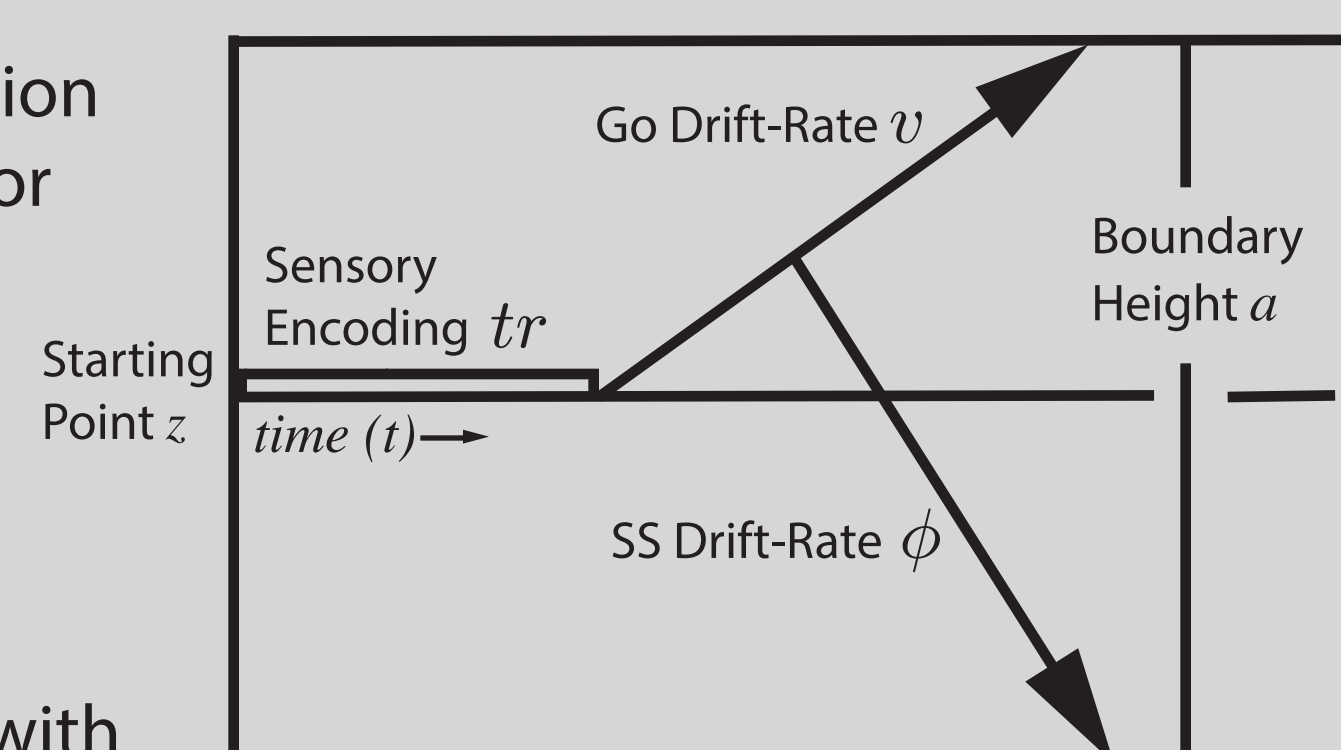 ion
or
Go Drift-Rate v
Boundary
Height a
Sensory
Encoding tr
Starting
Point z
time (t)
SS Drift-Rate ϕ
with